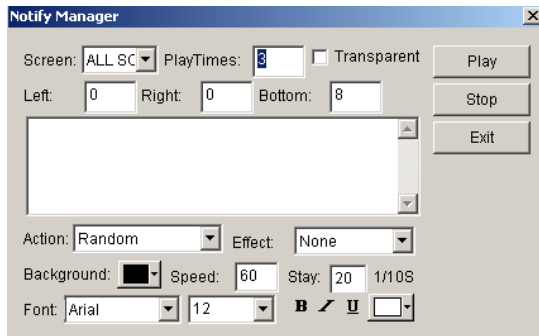 Notify Manager
Screen: ALL SC PlayTimes: 3 Transparent Play
Left: 0 Right: 0 Bottom: 8 Stop
Exit
Action: Random Effect: None
Background: Speed: 60 Stay: 20 1/10S
Font: Arial 12 B I U